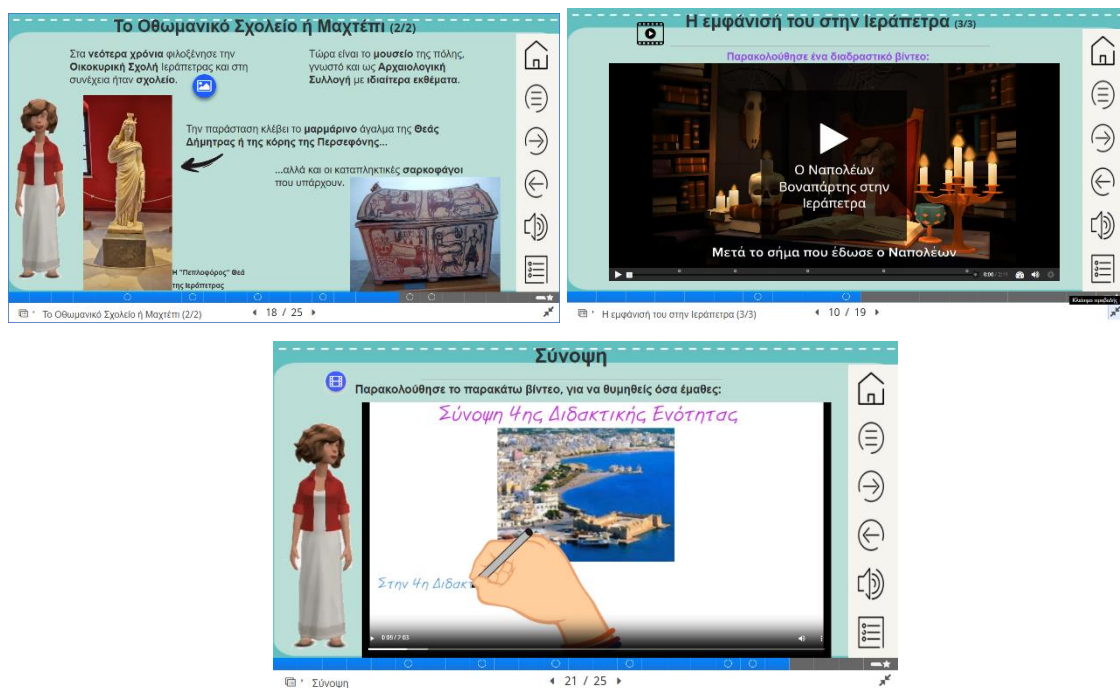 Το Οθωμανικό Σχολείο ή Μαχτέπι (2/2)
Στα νεότερα χρόνια φιλοξένησε την
Οικοκυρική Σχολή Ιεράπετρας και στη
συνέχεια ήταν σχολείο.
Τώρα είναι το μουσείο της πόλης,
γνωστό και ως Αρχαιολογική
Συλλογή με ιδιαίτερα εκθέματα.
Την παράσταση κλέβει το μαρμάρινο άγαλμα της Θεάς
Δήμητρας ή της κόρης της Περσεφόνης...
...αλλά και οι καταπληκτικές σαρκοφάγοι
που υπάρχουν.
Η "Πεπλοφόρος" Θεά
της Ιεράπετρας
Το Οθωμανικό Σχολείο ή Μαχτέπι (2/2)
18 / 25
Η εμφάνισή του στην Ιεράπετρα (3/3)
Παρακολούθησε ένα διαδραστικό βίντεο:
Ο Ναπολέων
Βοναπάρτης στην
Ιεράπετρα
Μετά το σήμα που έδωσε ο Ναπολέων
0:00
Η εμφάνισή του στην Ιεράπετρα (3/3)
10 / 19
Σύνοψη
Παρακολούθησε το παρακάτω βίντεο, για να θυμηθείς όσα έμαθες:
Σύνοψη 4ης Διδακτικής Ενότητας
Στην 4η Διδακτ
Σύνοψη
21 / 25